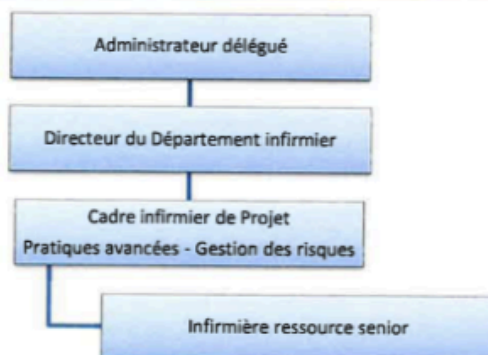 Administrateur délégué
Directeur du Département infirmier
Cadre infirmier de Projet
Pratiques avancées - Gestion des risques
Infirmière ressource senior